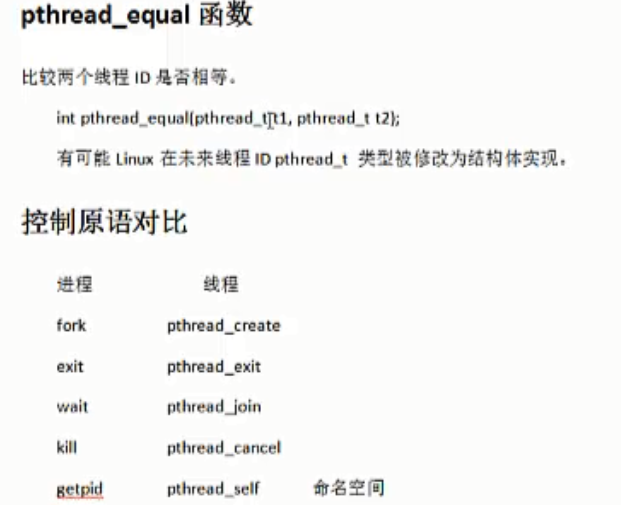 pthread_equal 函数
比较两个线程 ID 是否相等。
int pthread_equal(pthread_t t1, pthread_t t2);
有可能 Linux 在未来线程 ID pthread_t 类型被修改为结构体实现。
控制原语对比
进程 线程
fork pthread_create
exit pthread_exit
wait pthread_join
kill pthread_cancel
getpid pthread_self 命名空间